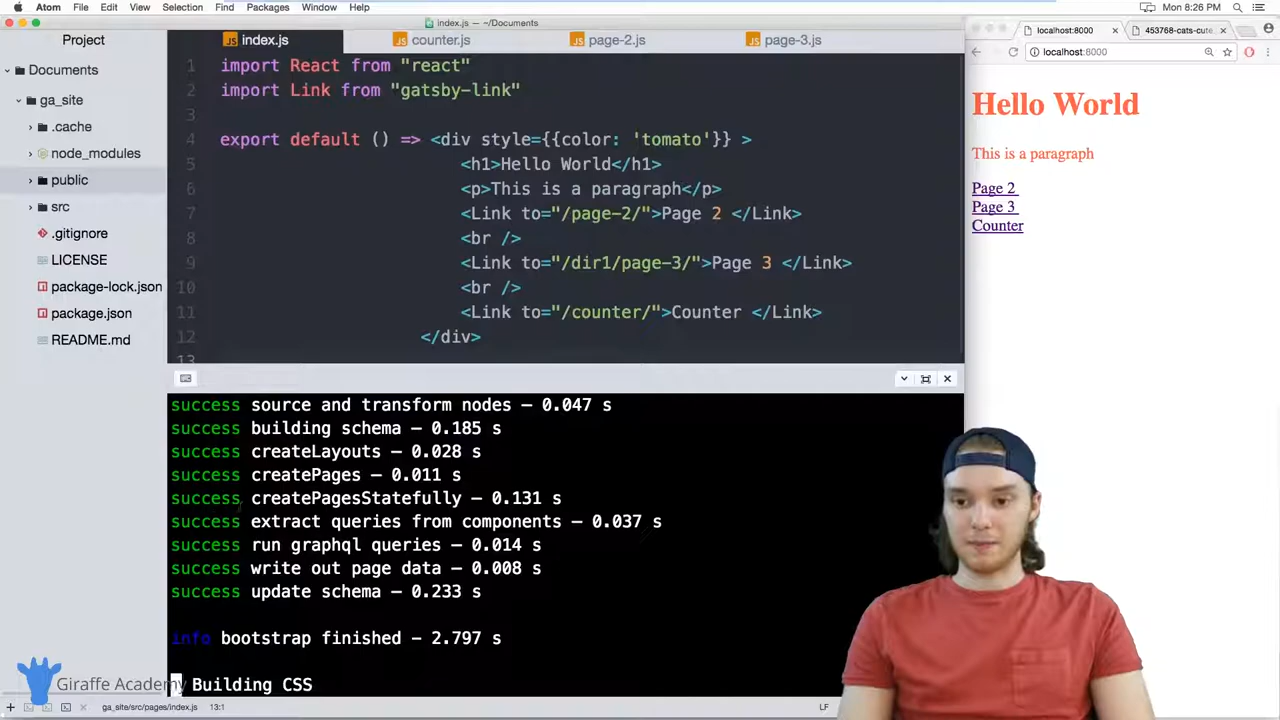 Atom File Edit View Selection Find Packages Window Help
Mon 8:26 PM
index.js — ~/Documents
Project
index.js
counter.js
page-2.js
page-3.js
Documents
ga_site
.cache
node_modules
public
src
.gitignore
LICENSE
package-lock.json
package.json
README.md
1 import React from "react"
2 import Link from "gatsby-link"
3
4 export default () => <div style={{color: 'tomato'}} >
5 <h1>Hello World</h1>
6 <p>This is a paragraph</p>
7 <Link to="/page-2/">Page 2 </Link>
8 <br />
9 <Link to="/dir1/page-3/">Page 3 </Link>
10 <br />
11 <Link to="/counter/">Counter </Link>
12 </div>
13
success source and transform nodes — 0.047 s
success building schema — 0.185 s
success createLayouts — 0.028 s
success createPages — 0.011 s
success createPagesStatefully — 0.131 s
success extract queries from components — 0.037 s
success run graphql queries — 0.014 s
success write out page data — 0.008 s
success update schema — 0.233 s
info bootstrap finished — 2.797 s
Building CSS
Giraffe Academy
ga_site/src/pages/index.js 13:1
LF
localhost:8000
453768-cats-cute
localhost:8000
Hello World
This is a paragraph
Page 2
Page 3
Counter